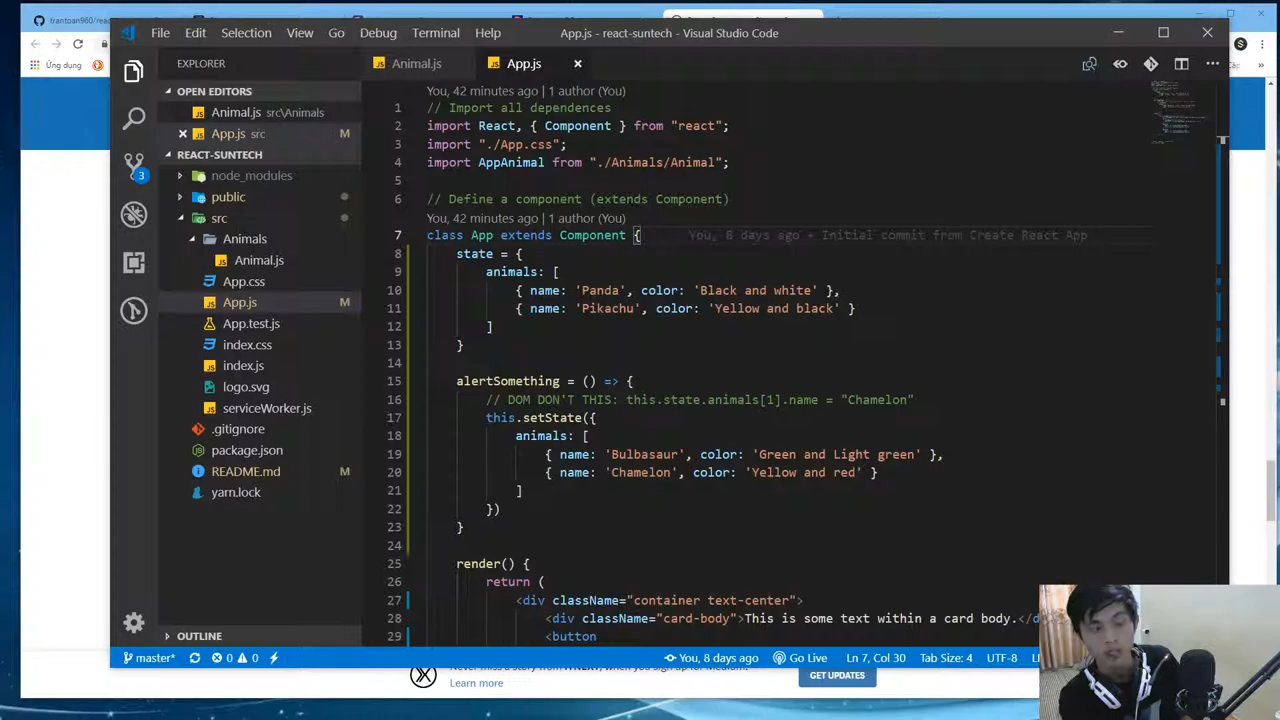 trantoan960/rea
Ứng dụng
File Edit Selection View Go Debug Terminal Help
App.js - react-suntech - Visual Studio Code
EXPLORER
OPEN EDITORS
Animal.js src\Animals
App.js src M
REACT-SUNTECH
node_modules
public
src
Animals
Animal.js
App.css
App.js M
App.test.js
index.css
index.js
logo.svg
serviceWorker.js
.gitignore
package.json
README.md M
yarn.lock
OUTLINE
3
Animal.js App.js
You, 42 minutes ago | 1 author (You)
1 // Import all dependences
2 import React, { Component } from "react";
3 import "./App.css";
4 import AppAnimal from "./Animals/Animal";
5
6 // Define a component (extends Component)
You, 42 minutes ago | 1 author (You)
7 class App extends Component { You, 8 days ago • Initial commit from Create React App
8 state = {
9 animals: [
10 { name: 'Panda', color: 'Black and white' },
11 { name: 'Pikachu', color: 'Yellow and black' }
12 ]
13 }
14
15 alertSomething = () => {
16 // DOM DON'T THIS: this.state.animals[1].name = "Chamelon"
17 this.setState({
18 animals: [
19 { name: 'Bulbasaur', color: 'Green and Light green' },
20 { name: 'Chamelon', color: 'Yellow and red' }
21 ]
22 })
23 }
24
25 render() {
26 return (
27 <div className="container text-center">
28 <div className="card-body">This is some text within a card body.</d
29 <button
master* 0 0 You, 8 days ago Go Live Ln 7, Col 30 Tab Size: 4 UTF-8
Learn more
GET UPDATES